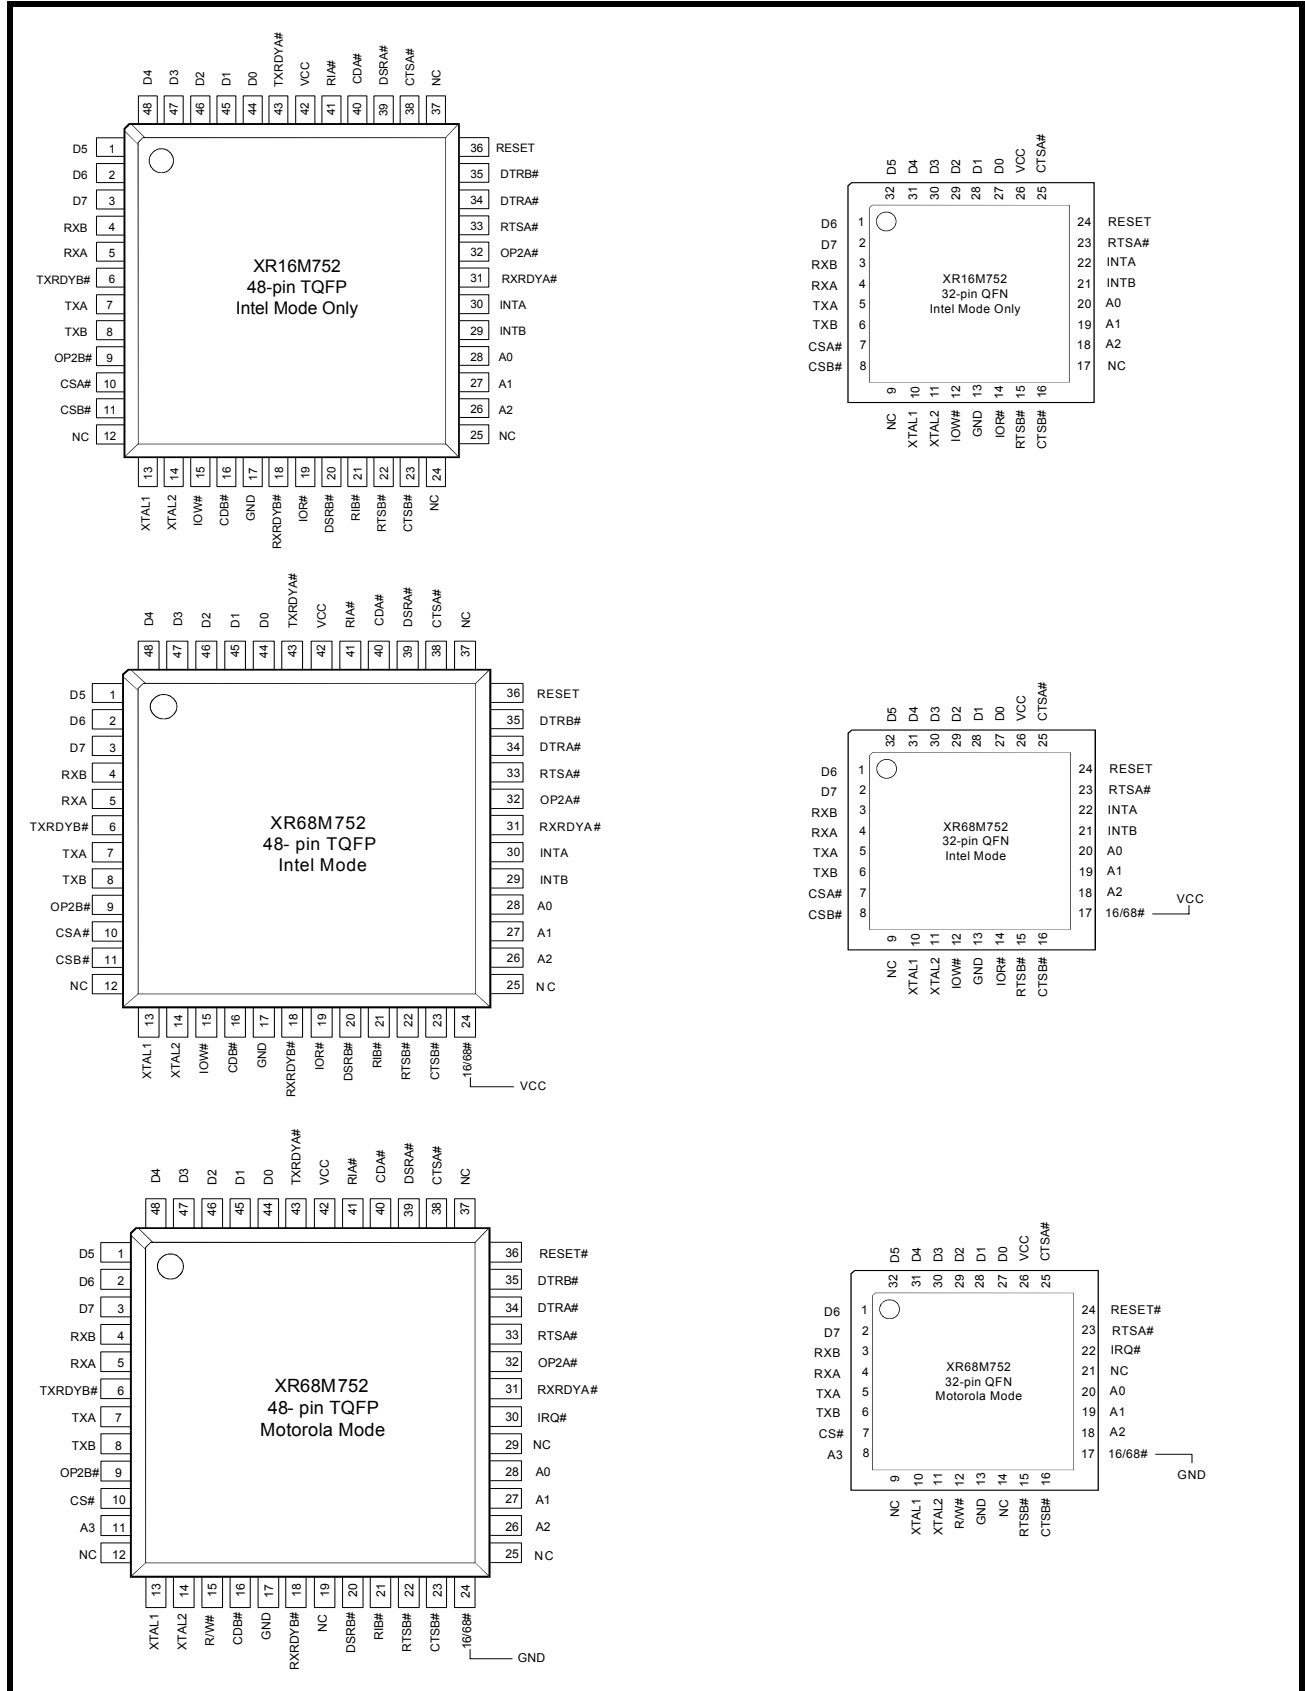 D4 D3 D2 D1 D0 TXRDYA# VCC RIA# CDA# DSRA# CTSA# NC
48 47 46 45 44 43 42 41 40 39 38 37
D5 1
D6 2
D7 3
RXB 4
RXA 5
TXRDYB# 6
TXA 7
TXB 8
OP2B# 9
CSA# 10
CSB# 11
NC 12
XR16M752
48-pin TQFP
Intel Mode Only
36 RESET
35 DTRB#
34 DTRA#
33 RTSA#
32 OP2A#
31 RXRDYA#
30 INTA
29 INTB
28 A0
27 A1
26 A2
25 NC
13 14 15 16 17 18 19 20 21 22 23 24
XTAL1 XTAL2 IOW# CDB# GND RXRDYB# IOR# DSRB# RIB# RTSB# CTSB# NC
D5 D4 D3 D2 D1 D0 VCC CTSA#
32 31 30 29 28 27 26 25
D6 1
D7 2
RXB 3
RXA 4
TXA 5
TXB 6
CSA# 7
CSB# 8
XR16M752
32-pin QFN
Intel Mode Only
24 RESET
23 RTSA#
22 INTA
21 INTB
20 A0
19 A1
18 A2
17 NC
9 10 11 12 13 14 15 16
NC XTAL1 XTAL2 IOW# GND IOR# RTSB# CTSB#
D4 D3 D2 D1 D0 TXRDYA# VCC RIA# CDA# DSRA# CTSA# NC
48 47 46 45 44 43 42 41 40 39 38 37
D5 1
D6 2
D7 3
RXB 4
RXA 5
TXRDYB# 6
TXA 7
TXB 8
OP2B# 9
CSA# 10
CSB# 11
NC 12
XR68M752
48- pin TQFP
Intel Mode
36 RESET
35 DTRB#
34 DTRA#
33 RTSA#
32 OP2A#
31 RXRDYA#
30 INTA
29 INTB
28 A0
27 A1
26 A2
25 NC
13 14 15 16 17 18 19 20 21 22 23 24
XTAL1 XTAL2 IOW# CDB# GND RXRDYB# IOR# DSRB# RIB# RTSB# CTSB# 16/68#
VCC
D5 D4 D3 D2 D1 D0 VCC CTSA#
32 31 30 29 28 27 26 25
D6 1
D7 2
RXB 3
RXA 4
TXA 5
TXB 6
CSA# 7
CSB# 8
XR68M752
32-pin QFN
Intel Mode
24 RESET
23 RTSA#
22 INTA
21 INTB
20 A0
19 A1
18 A2
17 16/68#
VCC
9 10 11 12 13 14 15 16
NC XTAL1 XTAL2 IOW# GND IOR# RTSB# CTSB#
D4 D3 D2 D1 D0 TXRDYA# VCC RIA# CDA# DSRA# CTSA# NC
48 47 46 45 44 43 42 41 40 39 38 37
D5 1
D6 2
D7 3
RXB 4
RXA 5
TXRDYB# 6
TXA 7
TXB 8
OP2B# 9
CS# 10
A3 11
NC 12
XR68M752
48- pin TQFP
Motorola Mode
36 RESET#
35 DTRB#
34 DTRA#
33 RTSA#
32 OP2A#
31 RXRDYA#
30 IRQ#
29 NC
28 A0
27 A1
26 A2
25 NC
13 14 15 16 17 18 19 20 21 22 23 24
XTAL1 XTAL2 R/W# CDB# GND RXRDYB# NC DSRB# RIB# RTSB# CTSB# 16/68#
GND
D5 D4 D3 D2 D1 D0 VCC CTSA#
32 31 30 29 28 27 26 25
D6 1
D7 2
RXB 3
RXA 4
TXA 5
TXB 6
CS# 7
A3 8
XR68M752
32-pin QFN
Motorola Mode
24 RESET#
23 RTSA#
22 IRQ#
21 NC
20 A0
19 A1
18 A2
17 16/68#
GND
9 10 11 12 13 14 15 16
NC XTAL1 XTAL2 R/W# GND NC RTSB# CTSB#